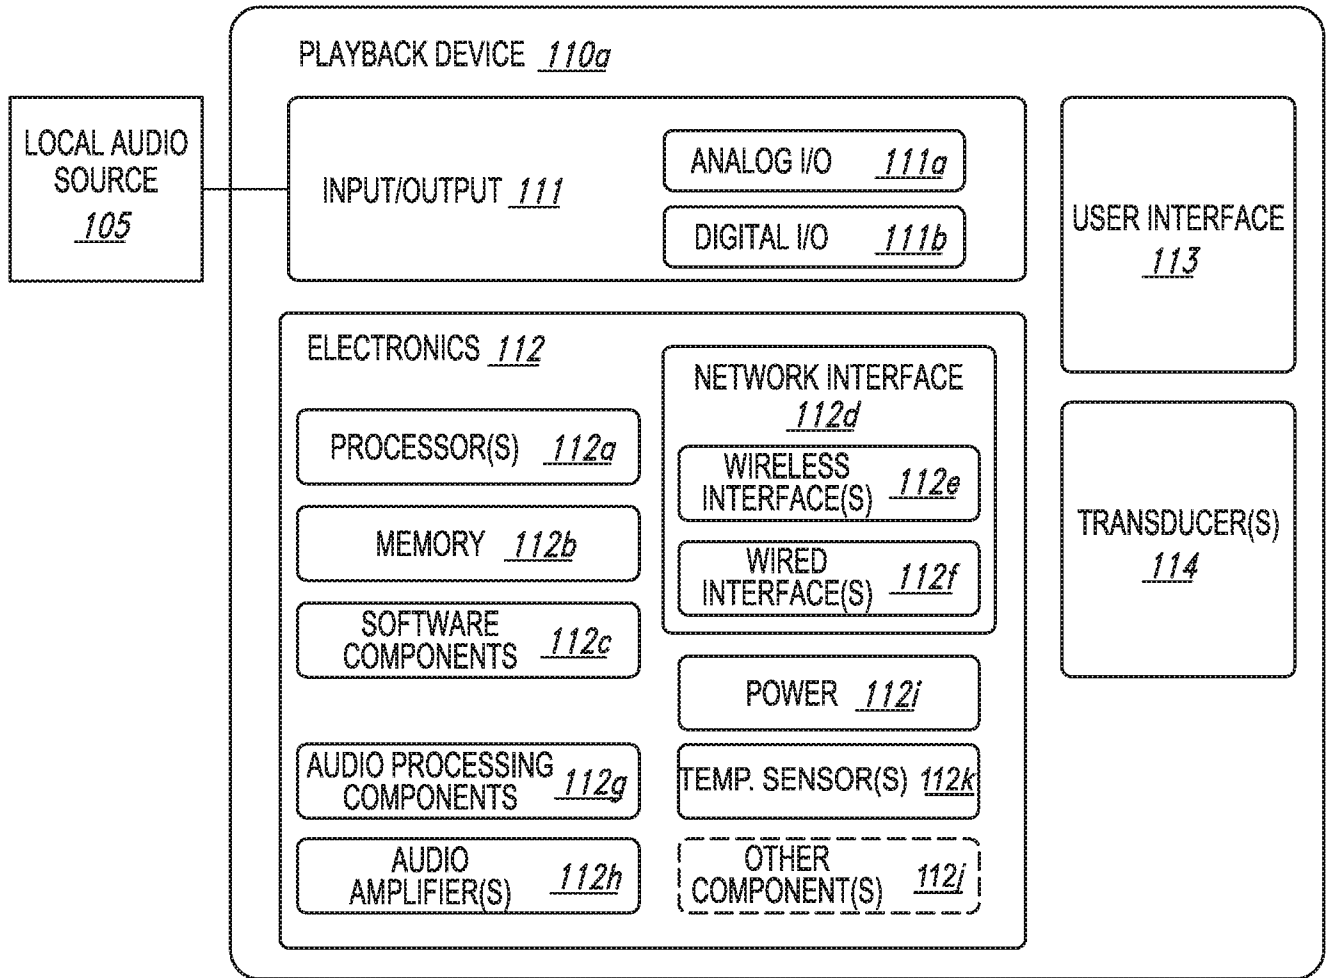 PLAYBACK DEVICE 110a
LOCAL AUDIO
SOURCE
105
INPUT/OUTPUT 111
ANALOG I/O 111a
DIGITAL I/O 111b
USER INTERFACE
113
ELECTRONICS 112
PROCESSOR(S) 112a
MEMORY 112b
SOFTWARE
COMPONENTS 112c
AUDIO PROCESSING
COMPONENTS 112g
AUDIO
AMPLIFIER(S) 112h
NETWORK INTERFACE
112d
WIRELESS
INTERFACE(S) 112e
WIRED
INTERFACE(S) 112f
POWER 112i
TEMP. SENSOR(S) 112k
OTHER
COMPONENT(S) 112j
TRANSDUCER(S)
114